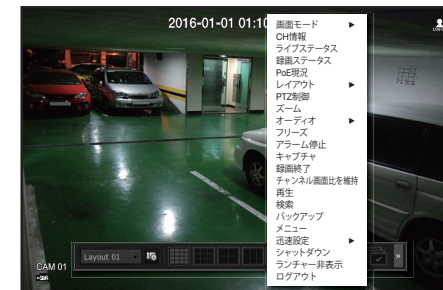 2016-01-01 01:10
画面モード ▶
CH情報
ライブステータス
録画ステータス
PoE現況
レイアウト ▶
PTZ制御
ズーム
オーディオ ▶
フリーズ
アラーム停止
キャプチャ
録画終了
チャンネル画面比を維持
再生
検索
バックアップ
メニュー
迅速設定 ▶
シャットダウン
ランチャー非表示
ログアウト
Layout 01
CAM 01